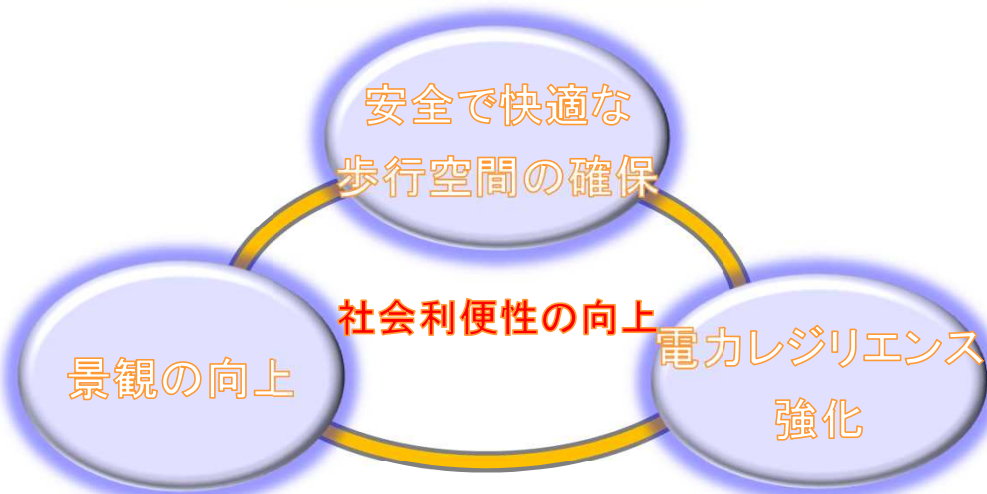 安全で快適な
歩行空間の確保
社会利便性の向上
景観の向上
電力レジリエンス
強化